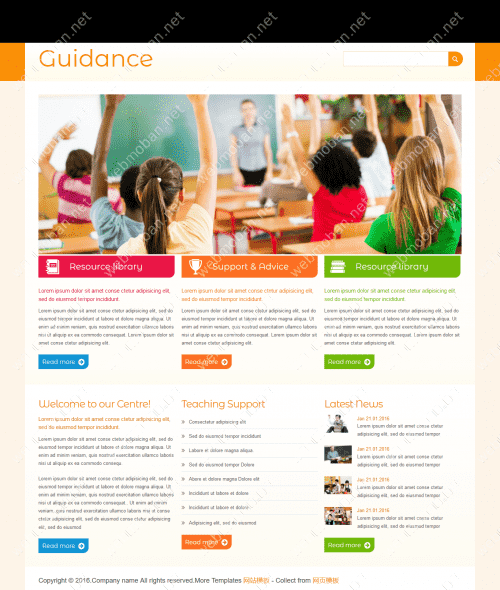 Guidance
Resource library
Support & Advice
Resource library
Lorem ipsum dolor sit amet conse ctetur adipisicing elit,
sed do eiusmod tempor incididunt.
Lorem ipsum dolor sit amet conse ctetur adipisicing elit, sed do
eiusmod tempor incididunt ut labore et dolore magna aliqua. Ut
enim ad minim veniam, quis nostrud exercitation ullamco laboris
nisi ut aliquip ex ea commodo consequat. Lorem ipsum dolor sit
amet conse ctetur adipisicing elit.
Read more
Lorem ipsum dolor sit amet conse ctetur adipisicing elit,
sed do eiusmod tempor incididunt.
Lorem ipsum dolor sit amet conse ctetur adipisicing elit, sed do
eiusmod tempor incididunt ut labore et dolore magna aliqua. Ut
enim ad minim veniam, quis nostrud exercitation ullamco laboris
nisi ut aliquip ex ea commodo consequat. Lorem ipsum dolor sit
amet conse ctetur adipisicing elit.
Read more
Lorem ipsum dolor sit amet conse ctetur adipisicing elit,
sed do eiusmod tempor incididunt.
Lorem ipsum dolor sit amet conse ctetur adipisicing elit, sed do
eiusmod tempor incididunt ut labore et dolore magna aliqua. Ut
enim ad minim veniam, quis nostrud exercitation ullamco laboris
nisi ut aliquip ex ea commodo consequat. Lorem ipsum dolor sit
amet conse ctetur adipisicing elit.
Read more
Welcome to our Centre!
Lorem ipsum dolor sit amet conse ctetur adipisicing elit,
sed do eiusmod tempor incididunt.
Lorem ipsum dolor sit amet conse ctetur adipisicing elit, sed do
eiusmod tempor incididunt ut labore et dolore magna aliqua. Ut
enim ad minim veniam, quis nostrud exercitation ullamco laboris
nisi ut aliquip ex ea commodo consequa.
Lorem ipsum dolor sit amet conse ctetur adipisicing elit, sed do
eiusmod tempor incididunt ut labore et dolore magna aliqua. Ut
enim ad minim veniam, quis nostrud exercitation ullamco laboris
nisi ut aliquip ex ea commodo consequat. Ut enim ad minim
veniam, quis nostrud exercitation. Lorem ipsum dolor sit amet conse
ctetur adipisicing elit, sed do eiusmod conse ctetur adipisicing
elit, sed do eiusmod
Read more
Teaching Support
Consectetur adipisicing elit
Sed do eiusmod tempor incididunt
Labore et dolore magna aliqua
Sed do eiusmod tempor Dolore
Abore et dolore magna elit
Incididunt ut labore et dolore
Incididunt ut labore et dolore
Adipisicing elit, sed do eiusmod
Read more
Latest News
Jan 21.01.2016
Lorem ipsum dolor sit amet conse ctetur
adipisicing elit, sed do eiusmod tempor
Jan 21.01.2016
Lorem ipsum dolor sit amet conse ctetur
adipisicing elit, sed do eiusmod tempor
Jan 21.01.2016
Lorem ipsum dolor sit amet conse ctetur
adipisicing elit, sed do eiusmod tempor
Jan 21.01.2016
Lorem ipsum dolor sit amet conse ctetur
adipisicing elit, sed do eiusmod tempor
Read more
Copyright © 2016.Company name All rights reserved.More Templates 网站模板 - Collect from 网页模板
webmoban.net